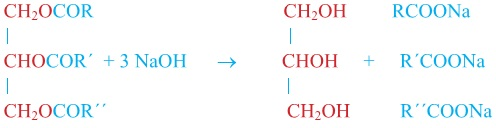 CH₂OCOR CH₂OH RCOONa
| |
CHOCOR´ + 3 NaOH → CHOH + R´COONa
| |
CH₂OCOR´´ CH₂OH R´´COONa